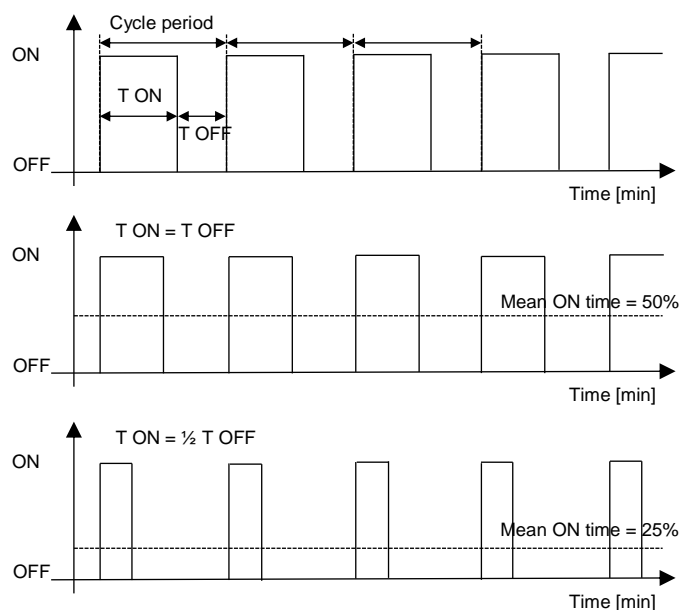 Cycle period
ON
T ON
T OFF
OFF
Time [min]
T ON = T OFF
ON
Mean ON time = 50%
OFF
Time [min]
T ON = ½ T OFF
ON
Mean ON time = 25%
OFF
Time [min]